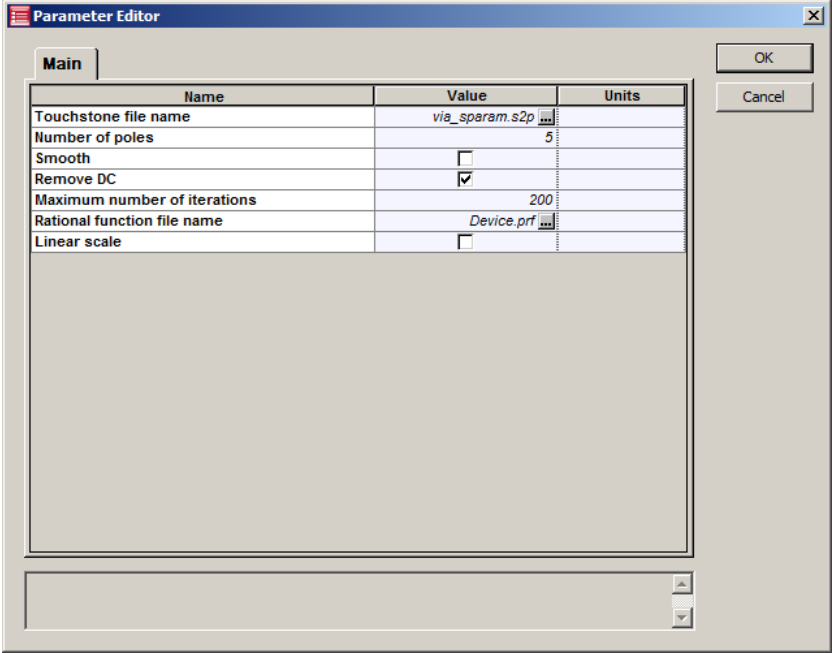 Parameter Editor
Main
OK
Cancel
Name Value Units
Touchstone file name via_sparam.s2p ...
Number of poles 5
Smooth
Remove DC
Maximum number of iterations 200
Rational function file name Device.prf ...
Linear scale